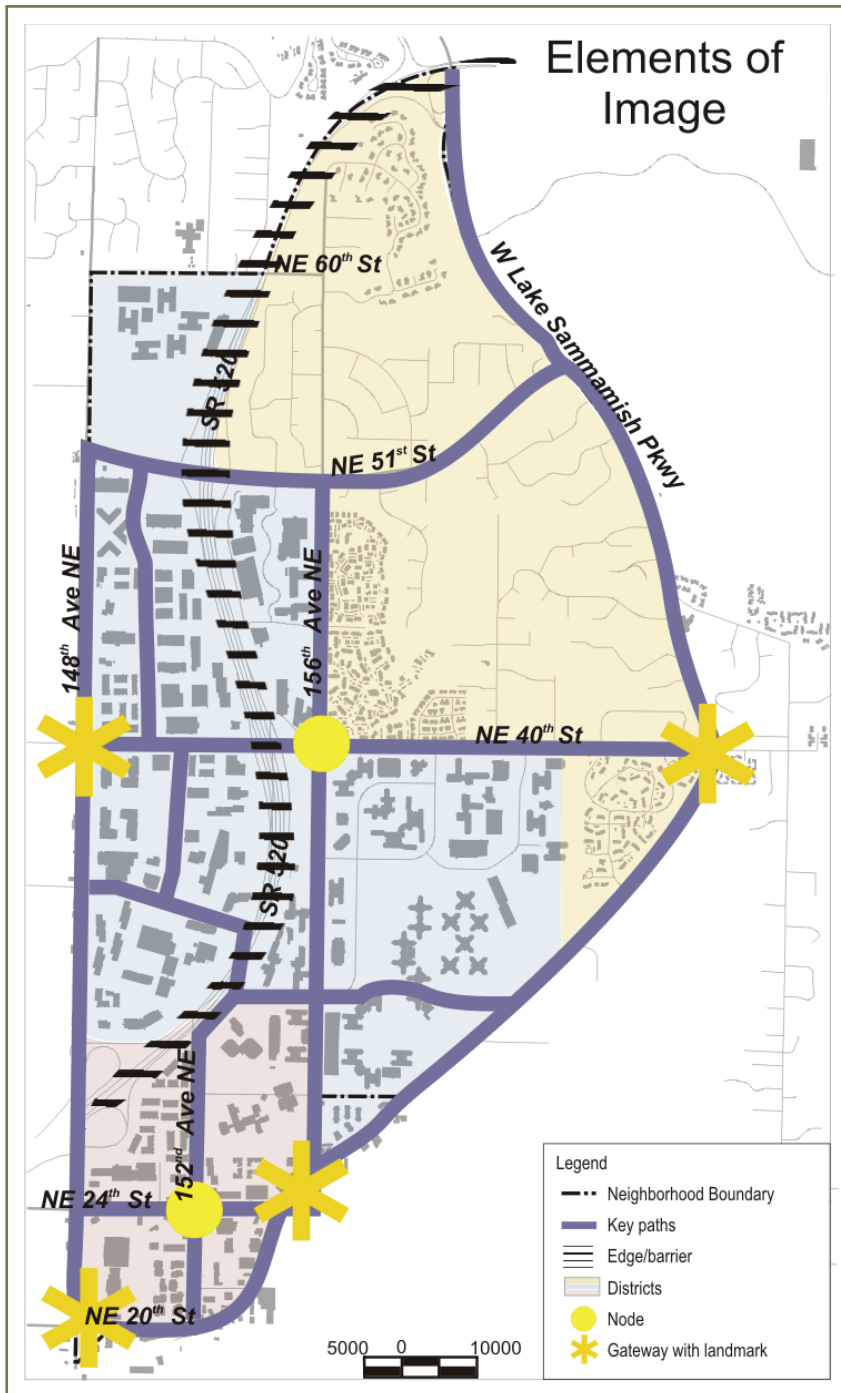 Elements of
Image
NE 60th St
W Lake Sammamish Pkwy
SR 520
NE 51st St
148th Ave NE
156th Ave NE
NE 40th St
SR 520
152nd Ave NE
NE 24th St
NE 20th St
Legend
Neighborhood Boundary
Key paths
Edge/barrier
Districts
Node
Gateway with landmark
5000 0 10000